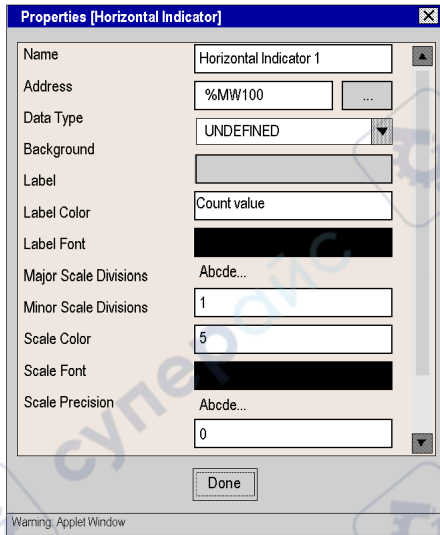 Properties [Horizontal Indicator]
Name
Horizontal Indicator 1
Address
%MW100
...
Data Type
UNDEFINED
Background
Label
Count value
Label Color
Label Font
Abcde...
Major Scale Divisions
1
Minor Scale Divisions
5
Scale Color
Scale Font
Abcde...
Scale Precision
0
Done
Warning: Applet Window
суперайс